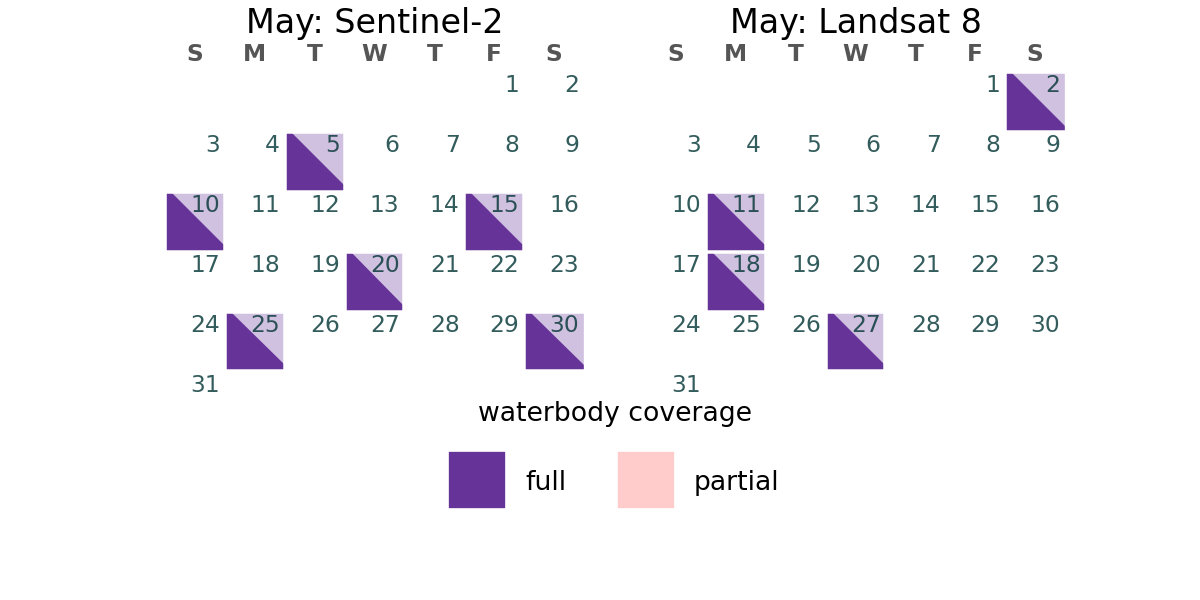 May: Sentinel-2
S M T W T F S
1 2
3 4 5 6 7 8 9
10 11 12 13 14 15 16
17 18 19 20 21 22 23
24 25 26 27 28 29 30
31
May: Landsat 8
S M T W T F S
1 2
3 4 5 6 7 8 9
10 11 12 13 14 15 16
17 18 19 20 21 22 23
24 25 26 27 28 29 30
31
waterbody coverage
full
partial